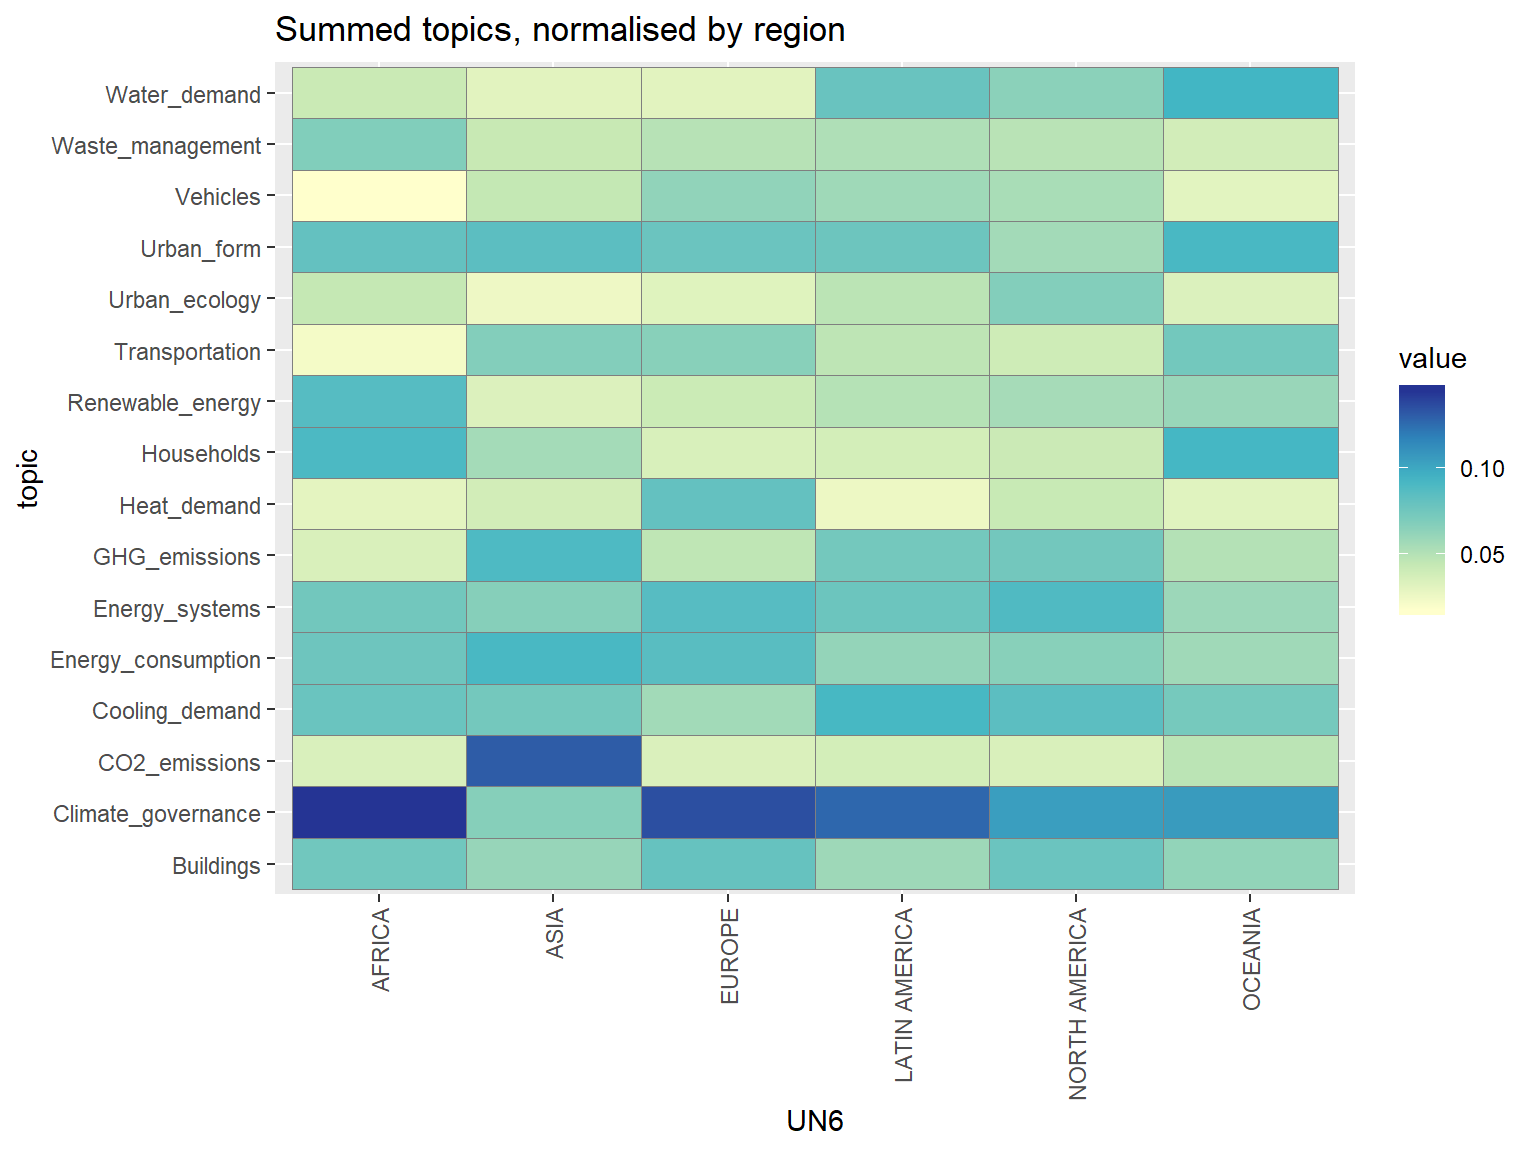 Summed topics, normalised by region
topic
Water_demand
Waste_management
Vehicles
Urban_form
Urban_ecology
Transportation
Renewable_energy
Households
Heat_demand
GHG_emissions
Energy_systems
Energy_consumption
Cooling_demand
CO2_emissions
Climate_governance
Buildings
AFRICA
ASIA
EUROPE
LATIN AMERICA
NORTH AMERICA
OCEANIA
UN6
value
0.10
0.05